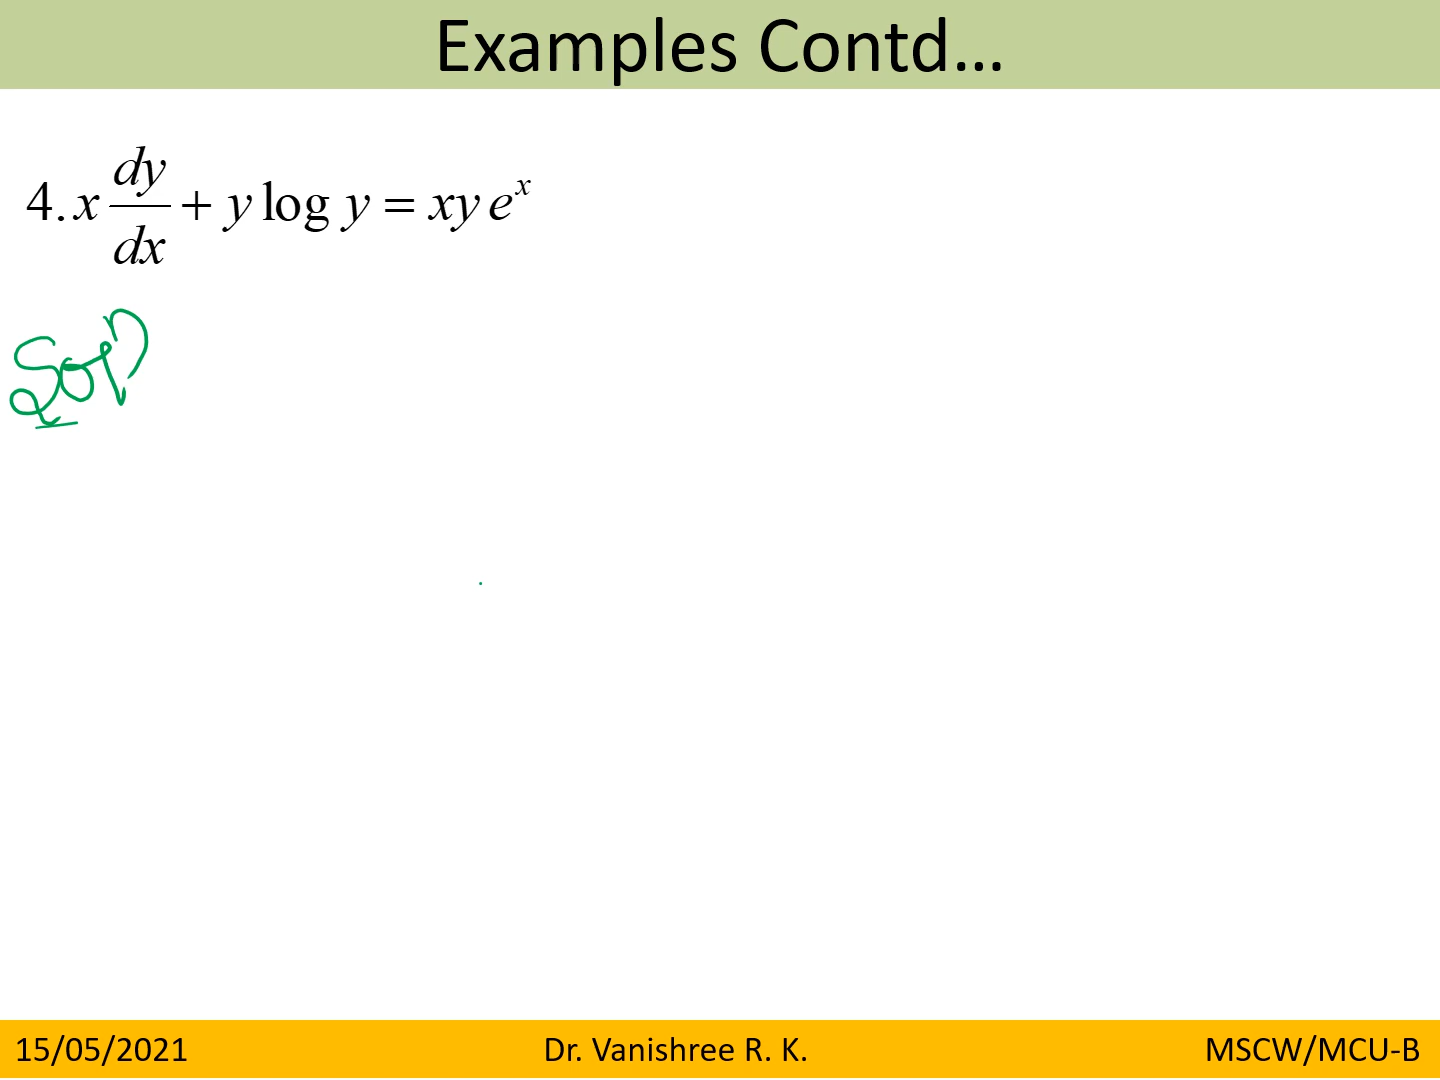 Examples Contd...
4. x dy/dx + y log y = xy e^x
Sol)
15/05/2021 Dr. Vanishree R. K. MSCW/MCU-B